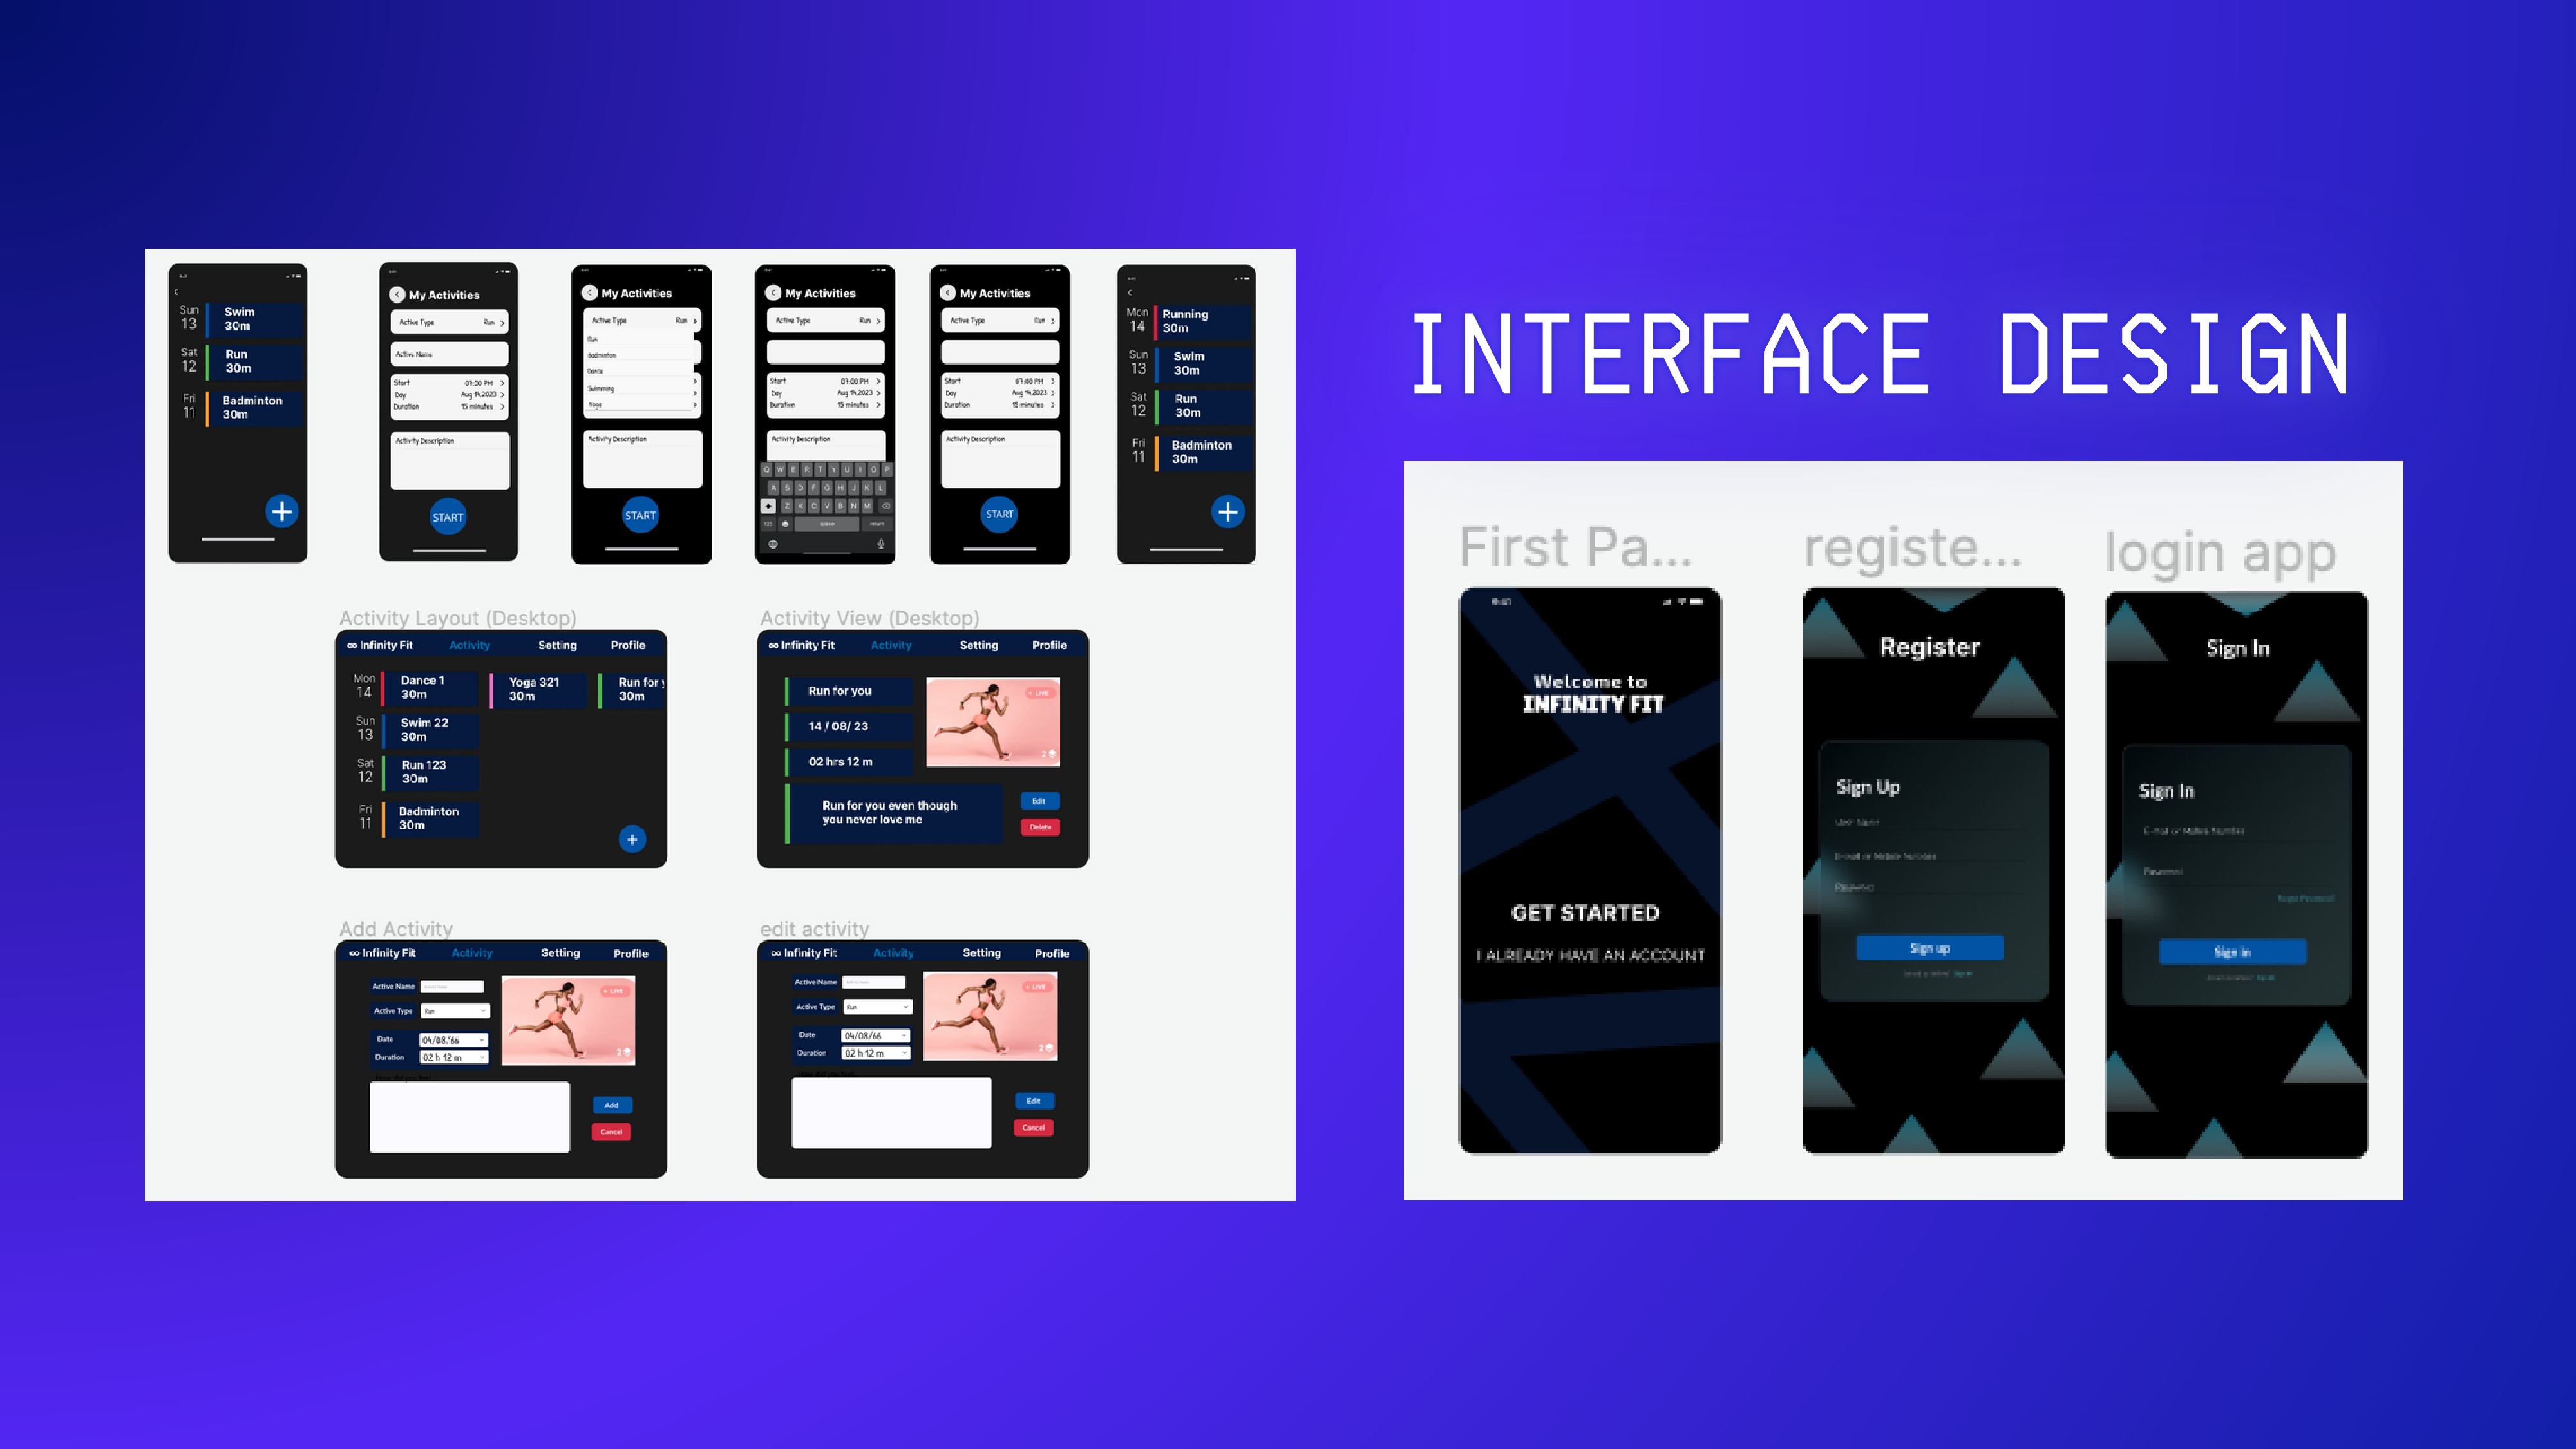 INTERFACE DESIGN
Sun
13
Swim
30m
Sat
12
Run
30m
Fri
11
Badminton
30m
+
My Activities
Active Type Run >
Active Name
Start 07:00 PM >
Day Aug 14,2023 >
Duration 15 minutes >
Activity Description
START
My Activities
Active Type Run >
Run
Badminton
Dance
Swimming
Yoga
Activity Description
START
My Activities
Active Type Run >
Start 07:00 PM >
Day Aug 14,2023 >
Duration 15 minutes >
Activity Description
Q W E R T Y U I O P
A S D F G H J K L
Z X C V B N M
123 space return
My Activities
Active Type Run >
Start 07:00 PM >
Day Aug 14,2023 >
Duration 15 minutes >
Activity Description
START
Mon
14
Running
30m
Sun
13
Swim
30m
Sat
12
Run
30m
Fri
11
Badminton
30m
+
Activity Layout (Desktop)
∞ Infinity Fit Activity Setting Profile
Mon
14
Dance 1
30m
Yoga 321
30m
Run for y
30m
Sun
13
Swim 22
30m
Sat
12
Run 123
30m
Fri
11
Badminton
30m
+
Activity View (Desktop)
∞ Infinity Fit Activity Setting Profile
Run for you
14 / 08/ 23
02 hrs 12 m
Run for you even though
you never love me
LIVE
2
Edit
Delete
Add Activity
∞ Infinity Fit Activity Setting Profile
Active Name
Active Type Run
Date 04/08/66
Duration 02 h 12 m
LIVE
2
Add
Cancel
edit activity
∞ Infinity Fit Activity Setting Profile
Active Name
Active Type Run
Date 04/08/66
Duration 02 h 12 m
LIVE
2
Edit
Cancel
First Pa...
9:41
Welcome to
INFINITY FIT
GET STARTED
I ALREADY HAVE AN ACCOUNT
registe...
Register
Sign Up
User Name
E-mail or Mobile Number
Password
Sign up
login app
Sign In
Sign In
E-mail or Mobile Number
Password
Forgot Password?
Sign in